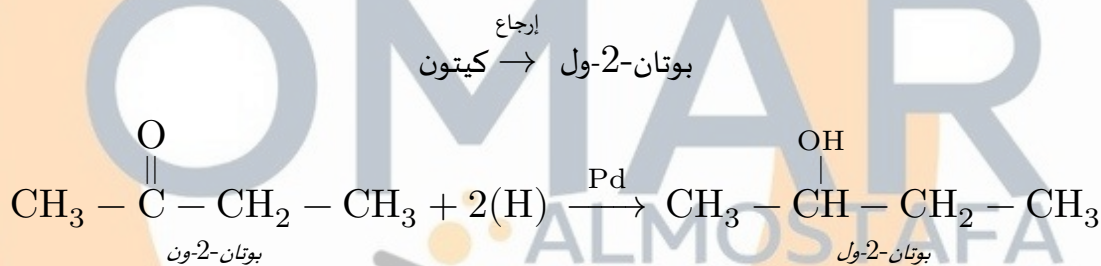 OMAR
ALMOSTAFA
إرجاع
كيتون → بوتان-2-ول
O
||
CH₃ − C − CH₂ − CH₃ + 2(H) —Pd→ CH₃ − CH − CH₂ − CH₃
OH
|
بوتان-2-ون
بوتان-2-ول